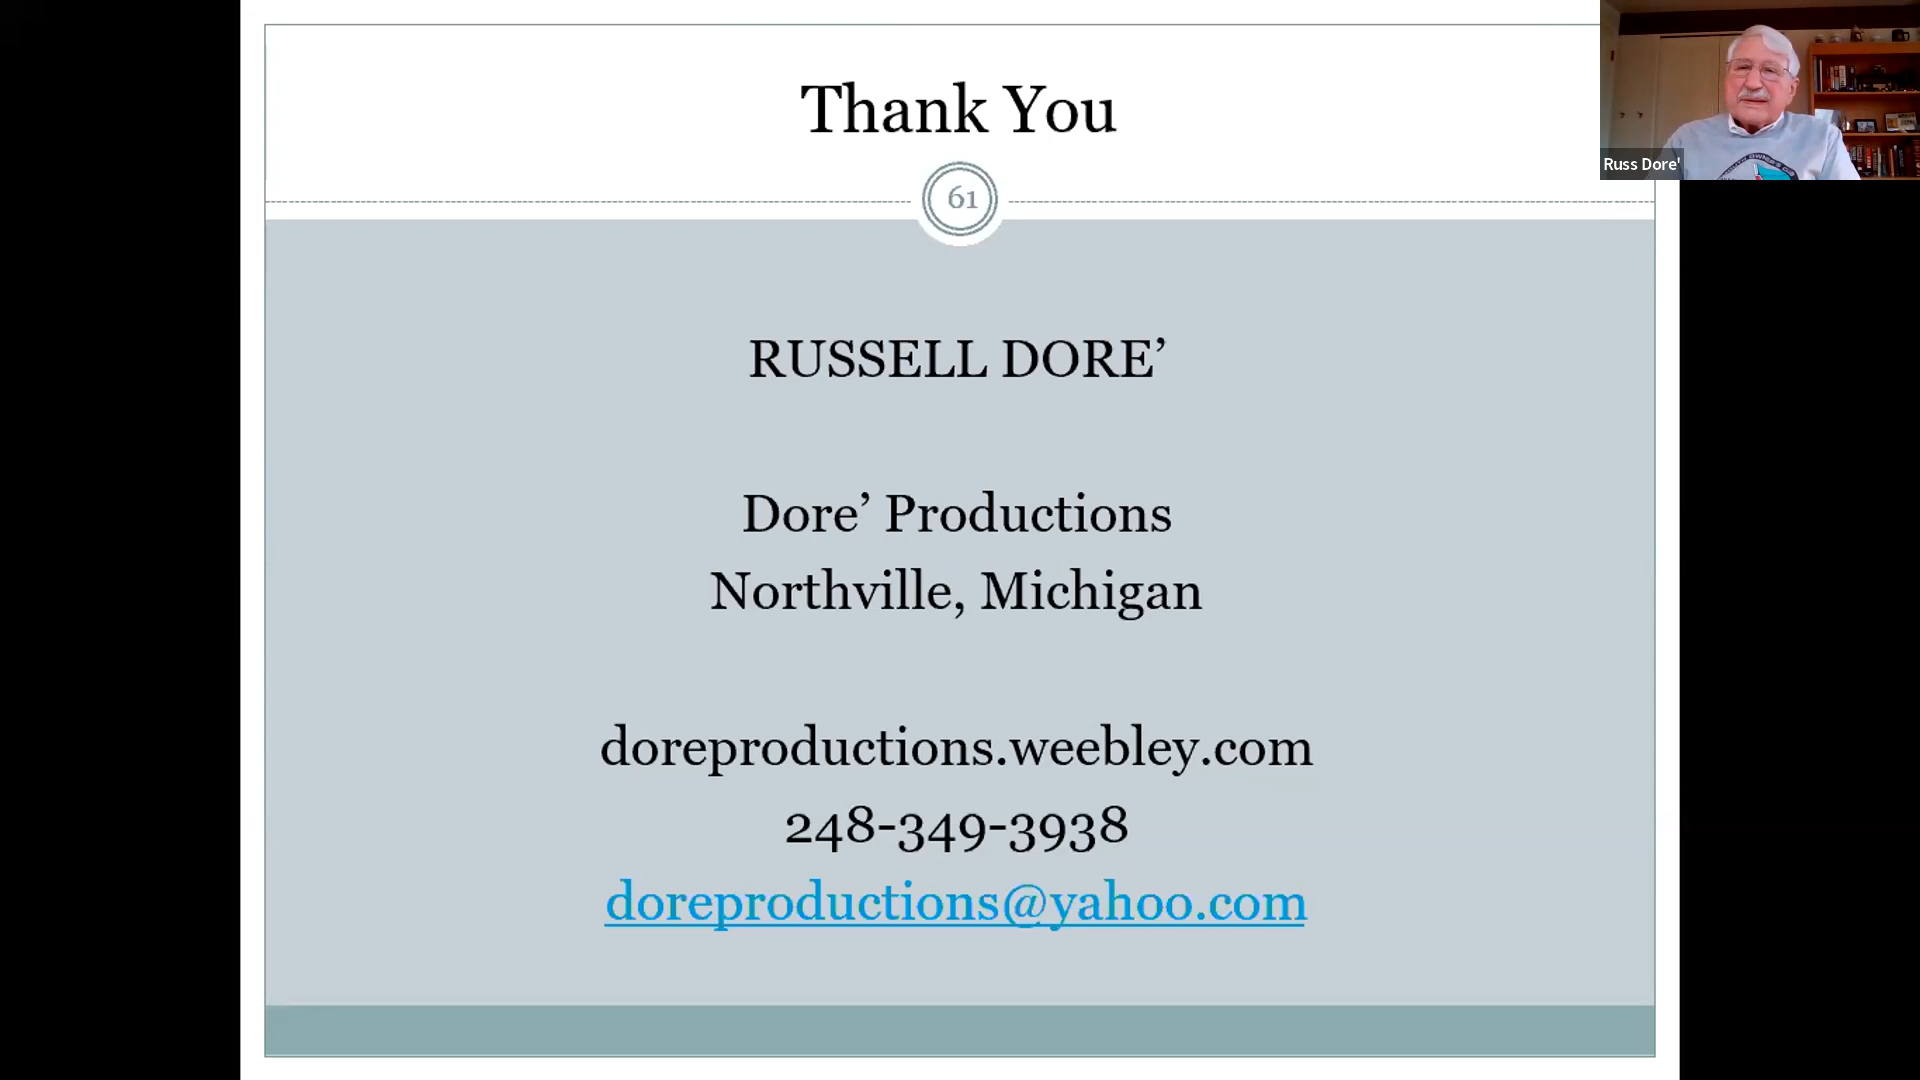 Thank You
61
RUSSELL DORE’
Dore’ Productions
Northville, Michigan
doreproductions.weebley.com
248-349-3938
doreproductions@yahoo.com
Russ Dore'